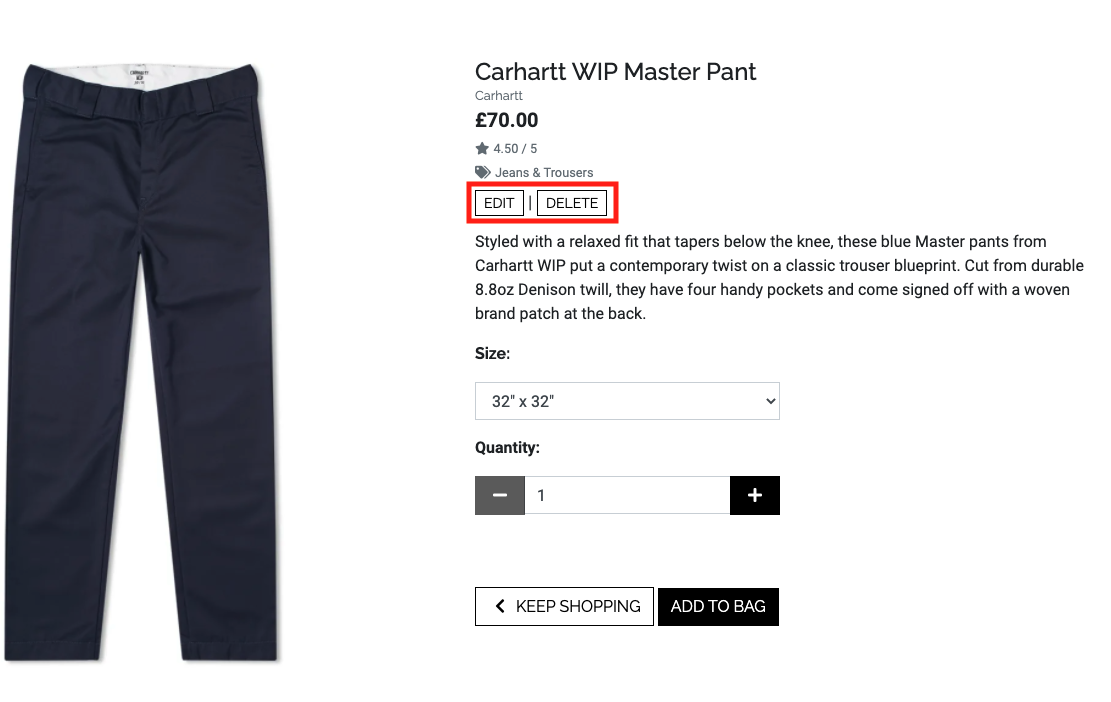 Carhartt WIP Master Pant
Carhartt
£70.00
4.50 / 5
Jeans & Trousers
EDIT | DELETE
Styled with a relaxed fit that tapers below the knee, these blue Master pants from
Carhartt WIP put a contemporary twist on a classic trouser blueprint. Cut from durable
8.8oz Denison twill, they have four handy pockets and come signed off with a woven
brand patch at the back.
Size:
32" x 32"
Quantity:
1
KEEP SHOPPING
ADD TO BAG